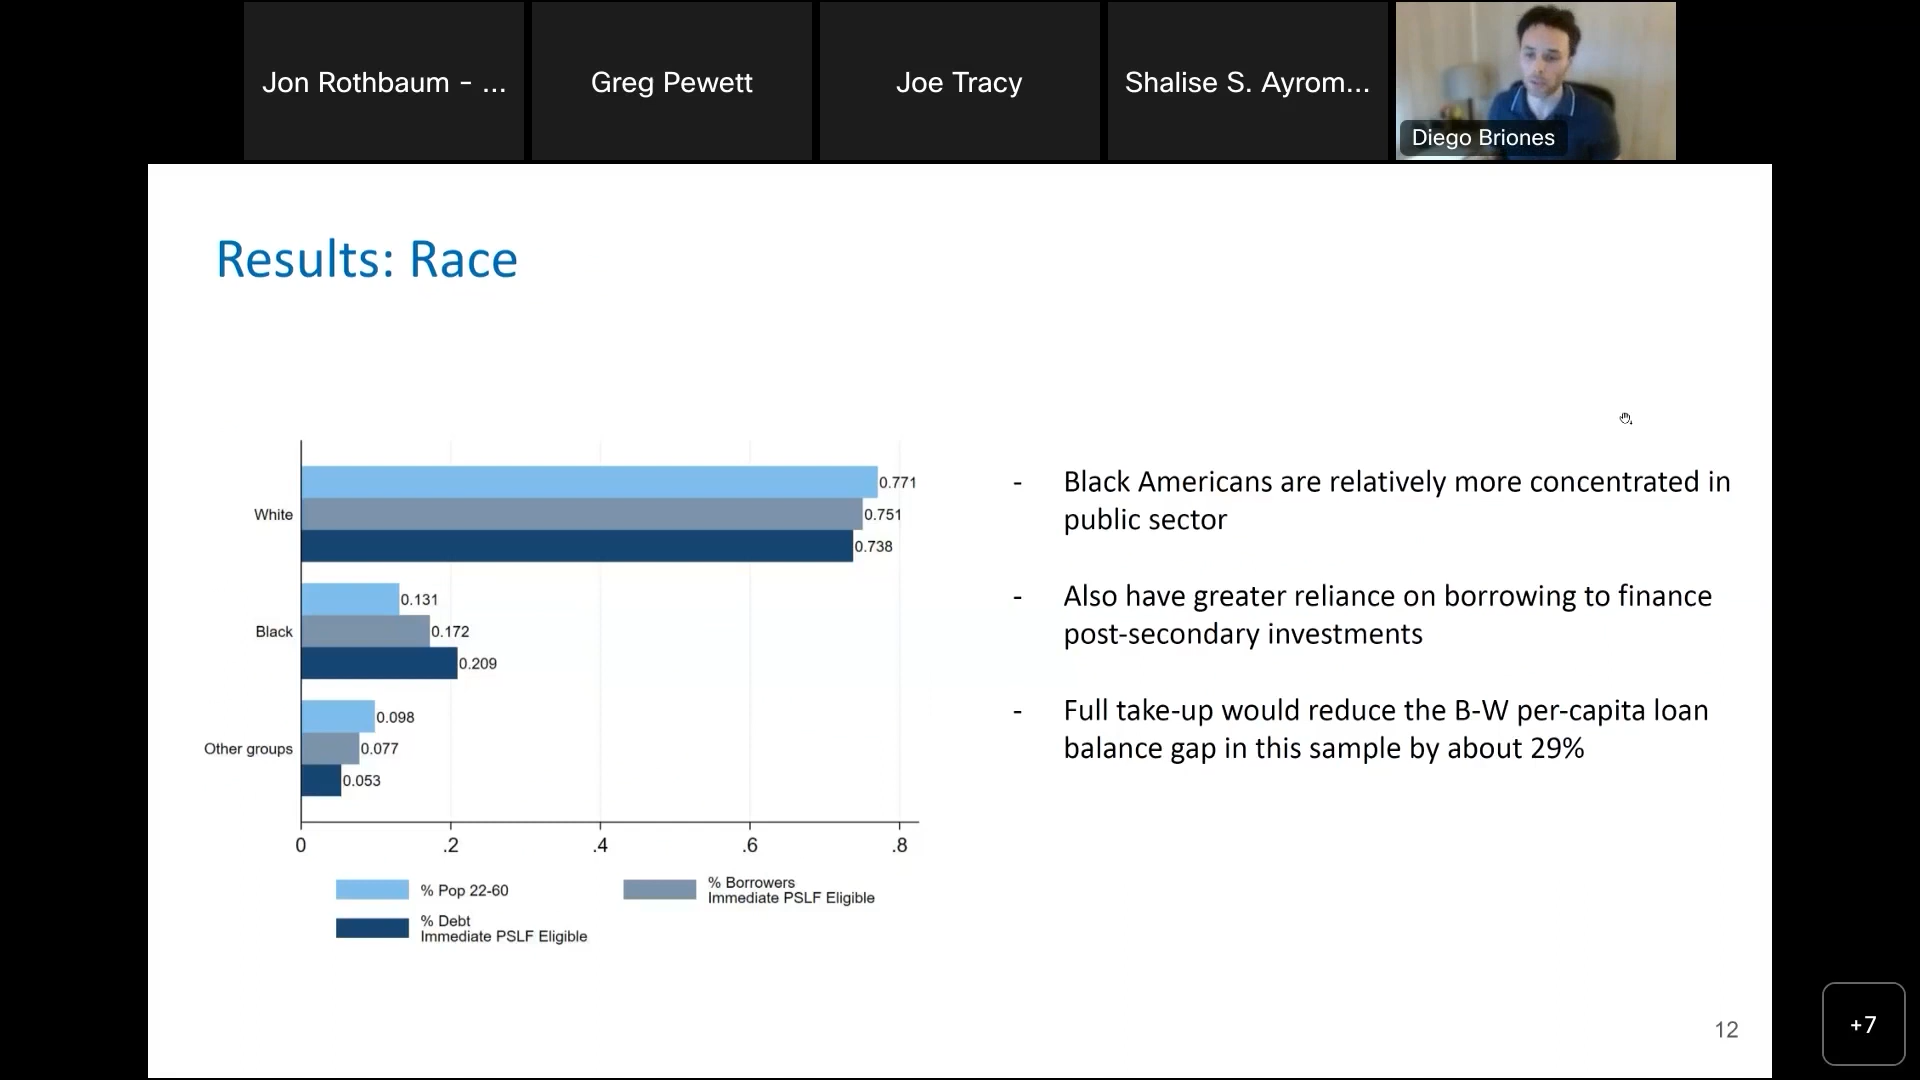 Jon Rothbaum - ...
Greg Pewett
Joe Tracy
Shalise S. Ayrom...
Diego Briones
Results: Race
White
0.771
0.751
0.738
Black
0.131
0.172
0.209
Other groups
0.098
0.077
0.053
0
.2
.4
.6
.8
% Pop 22-60
% Borrowers
Immediate PSLF Eligible
% Debt
Immediate PSLF Eligible
- Black Americans are relatively more concentrated in
public sector
- Also have greater reliance on borrowing to finance
post-secondary investments
- Full take-up would reduce the B-W per-capita loan
balance gap in this sample by about 29%
12
+7